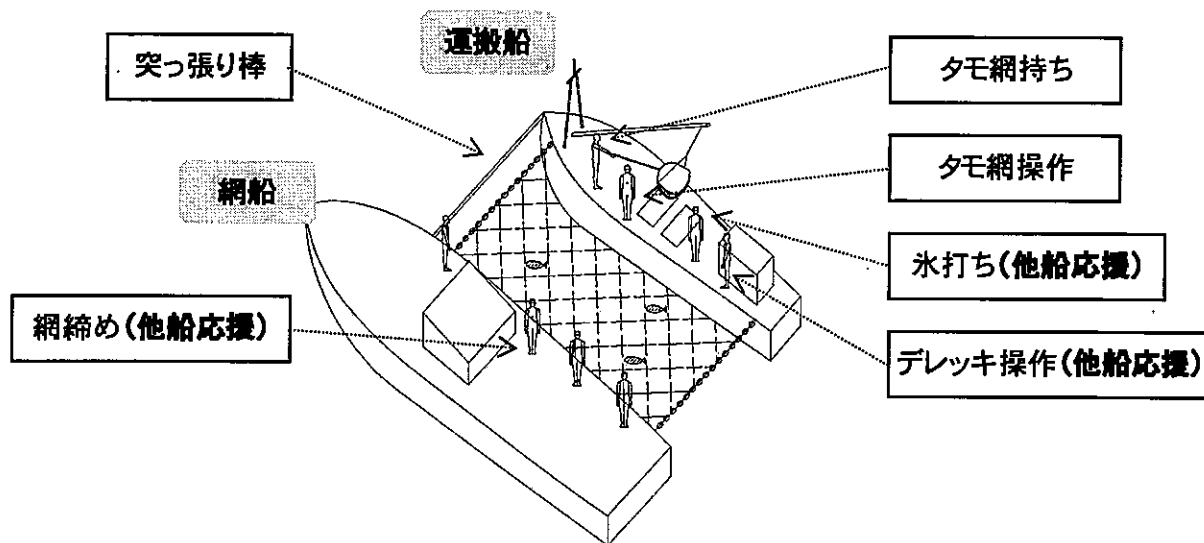 運搬船
突っ張り棒
タモ網持ち
タモ網操作
網船
氷打ち(他船応援)
網締め(他船応援)
デレッキ操作(他船応援)